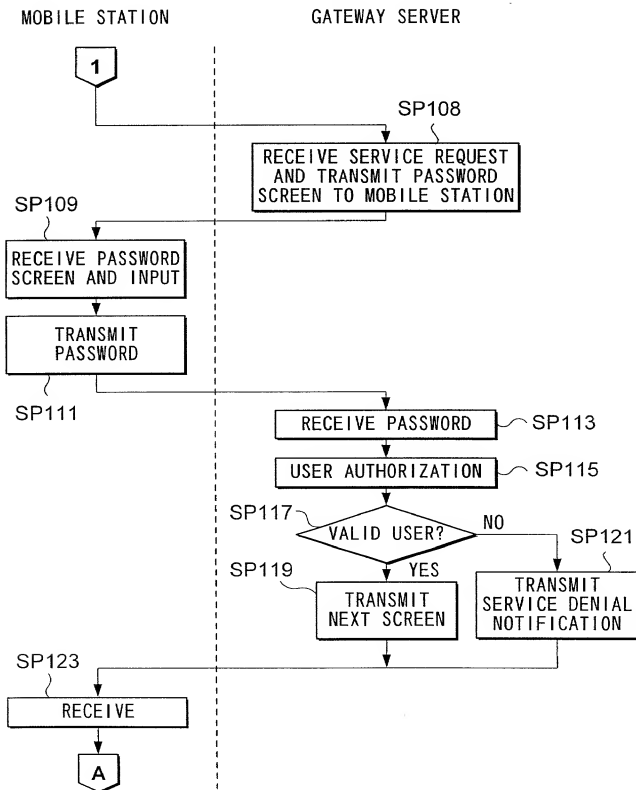 MOBILE STATION
GATEWAY SERVER
1
SP108
RECEIVE SERVICE REQUEST
AND TRANSMIT PASSWORD
SCREEN TO MOBILE STATION
SP109
RECEIVE PASSWORD
SCREEN AND INPUT
TRANSMIT
PASSWORD
SP111
RECEIVE PASSWORD
SP113
USER AUTHORIZATION
SP115
SP117
VALID USER?
NO
YES
SP119
TRANSMIT
NEXT SCREEN
SP121
TRANSMIT
SERVICE DENIAL
NOTIFICATION
SP123
RECEIVE
A